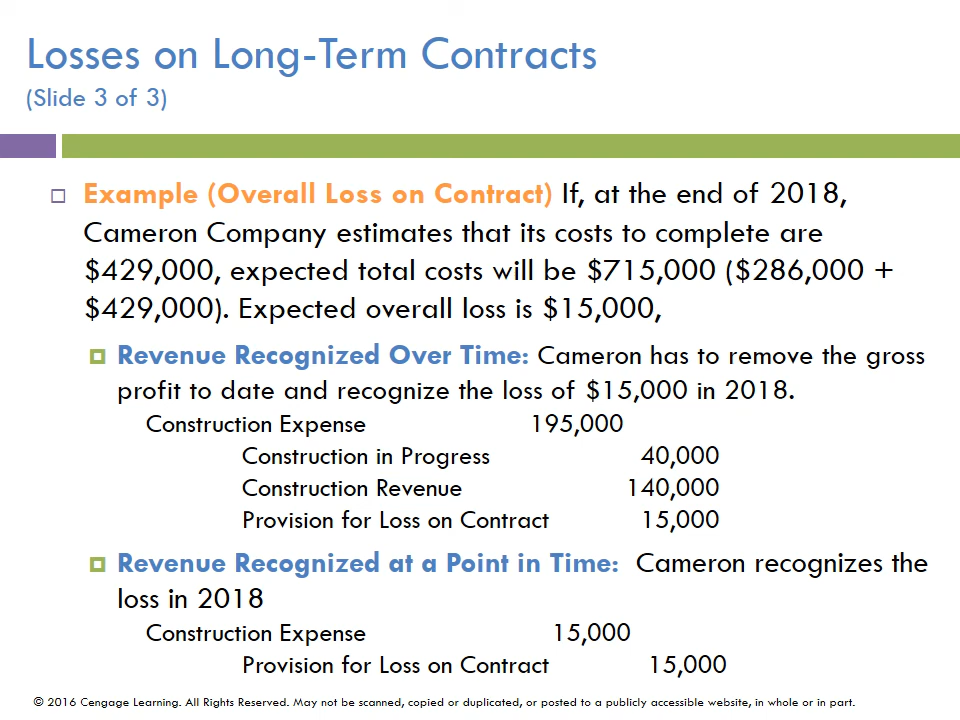 Losses on Long-Term Contracts
(Slide 3 of 3)
Example (Overall Loss on Contract) If, at the end of 2018,
Cameron Company estimates that its costs to complete are
$429,000, expected total costs will be $715,000 ($286,000 +
$429,000). Expected overall loss is $15,000,
Revenue Recognized Over Time: Cameron has to remove the gross
profit to date and recognize the loss of $15,000 in 2018.
Construction Expense 195,000
Construction in Progress 40,000
Construction Revenue 140,000
Provision for Loss on Contract 15,000
Revenue Recognized at a Point in Time: Cameron recognizes the
loss in 2018
Construction Expense 15,000
Provision for Loss on Contract 15,000
© 2016 Cengage Learning. All Rights Reserved. May not be scanned, copied or duplicated, or posted to a publicly accessible website, in whole or in part.